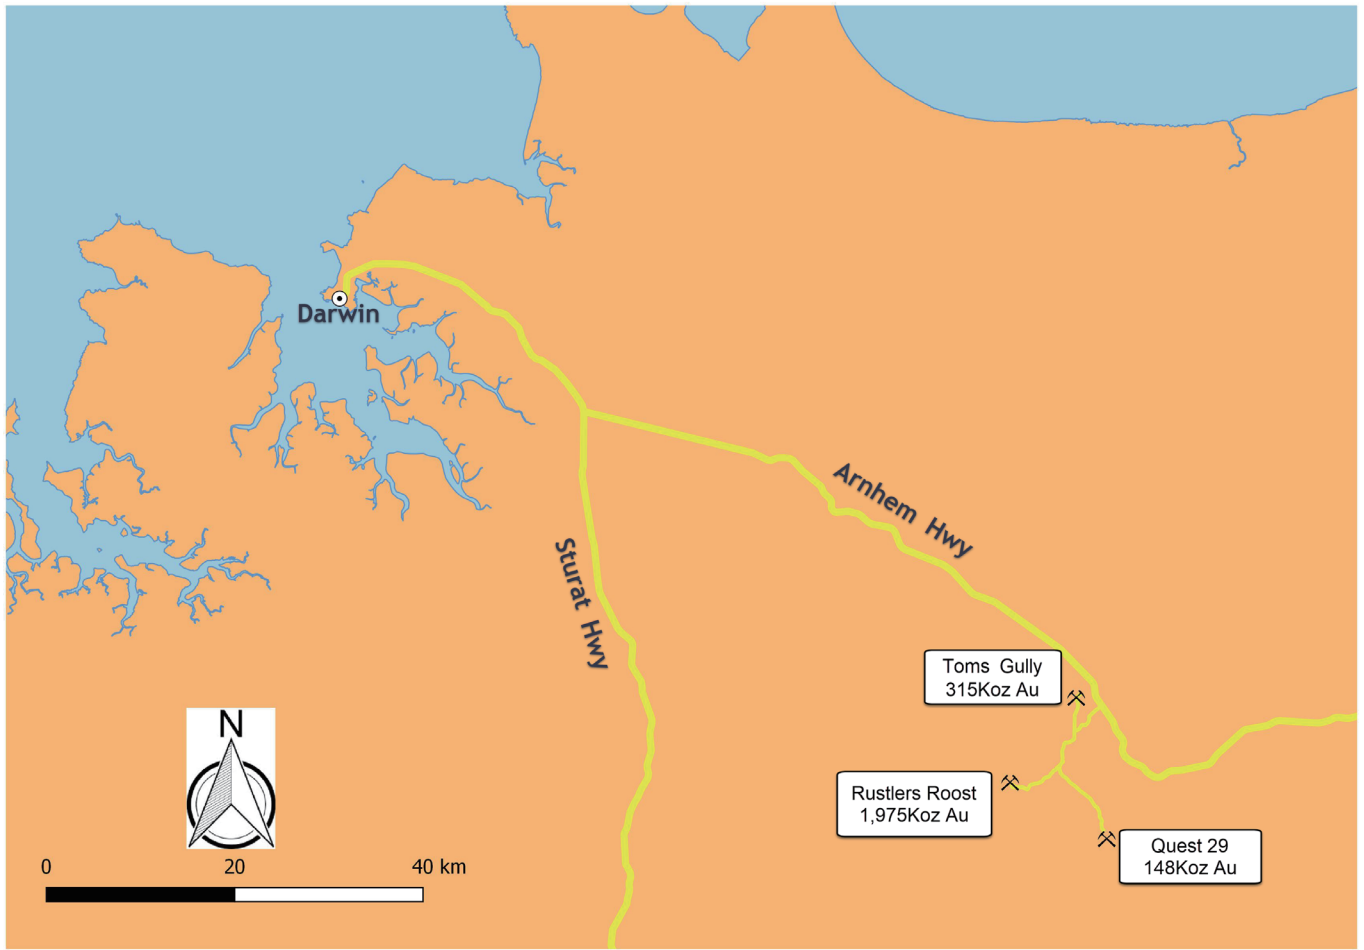 Darwin
Arnhem Hwy
Sturat Hwy
Toms Gully
315Koz Au
Rustlers Roost
1,975Koz Au
Quest 29
148Koz Au
N
0 20 40 km